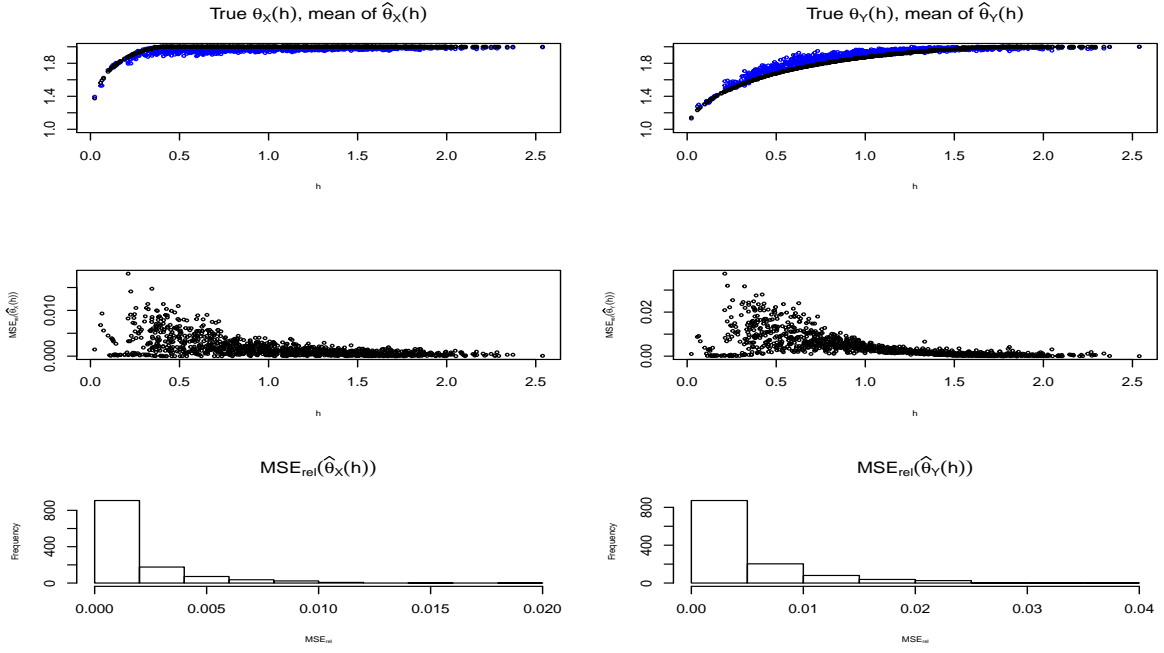 True θX(h), mean of θ̂X(h)
1.0 1.4 1.8
0.0 0.5 1.0 1.5 2.0 2.5
h
True θY(h), mean of θ̂Y(h)
1.0 1.4 1.8
0.0 0.5 1.0 1.5 2.0 2.5
h
MSErel(θ̂X(h))
0.000 0.010
0.0 0.5 1.0 1.5 2.0 2.5
h
MSErel(θ̂Y(h))
0.00 0.02
0.0 0.5 1.0 1.5 2.0 2.5
h
MSErel(θ̂X(h))
Frequency
0 400 800
0.000 0.005 0.010 0.015 0.020
MSErel
MSErel(θ̂Y(h))
Frequency
0 400 800
0.00 0.01 0.02 0.03 0.04
MSErel